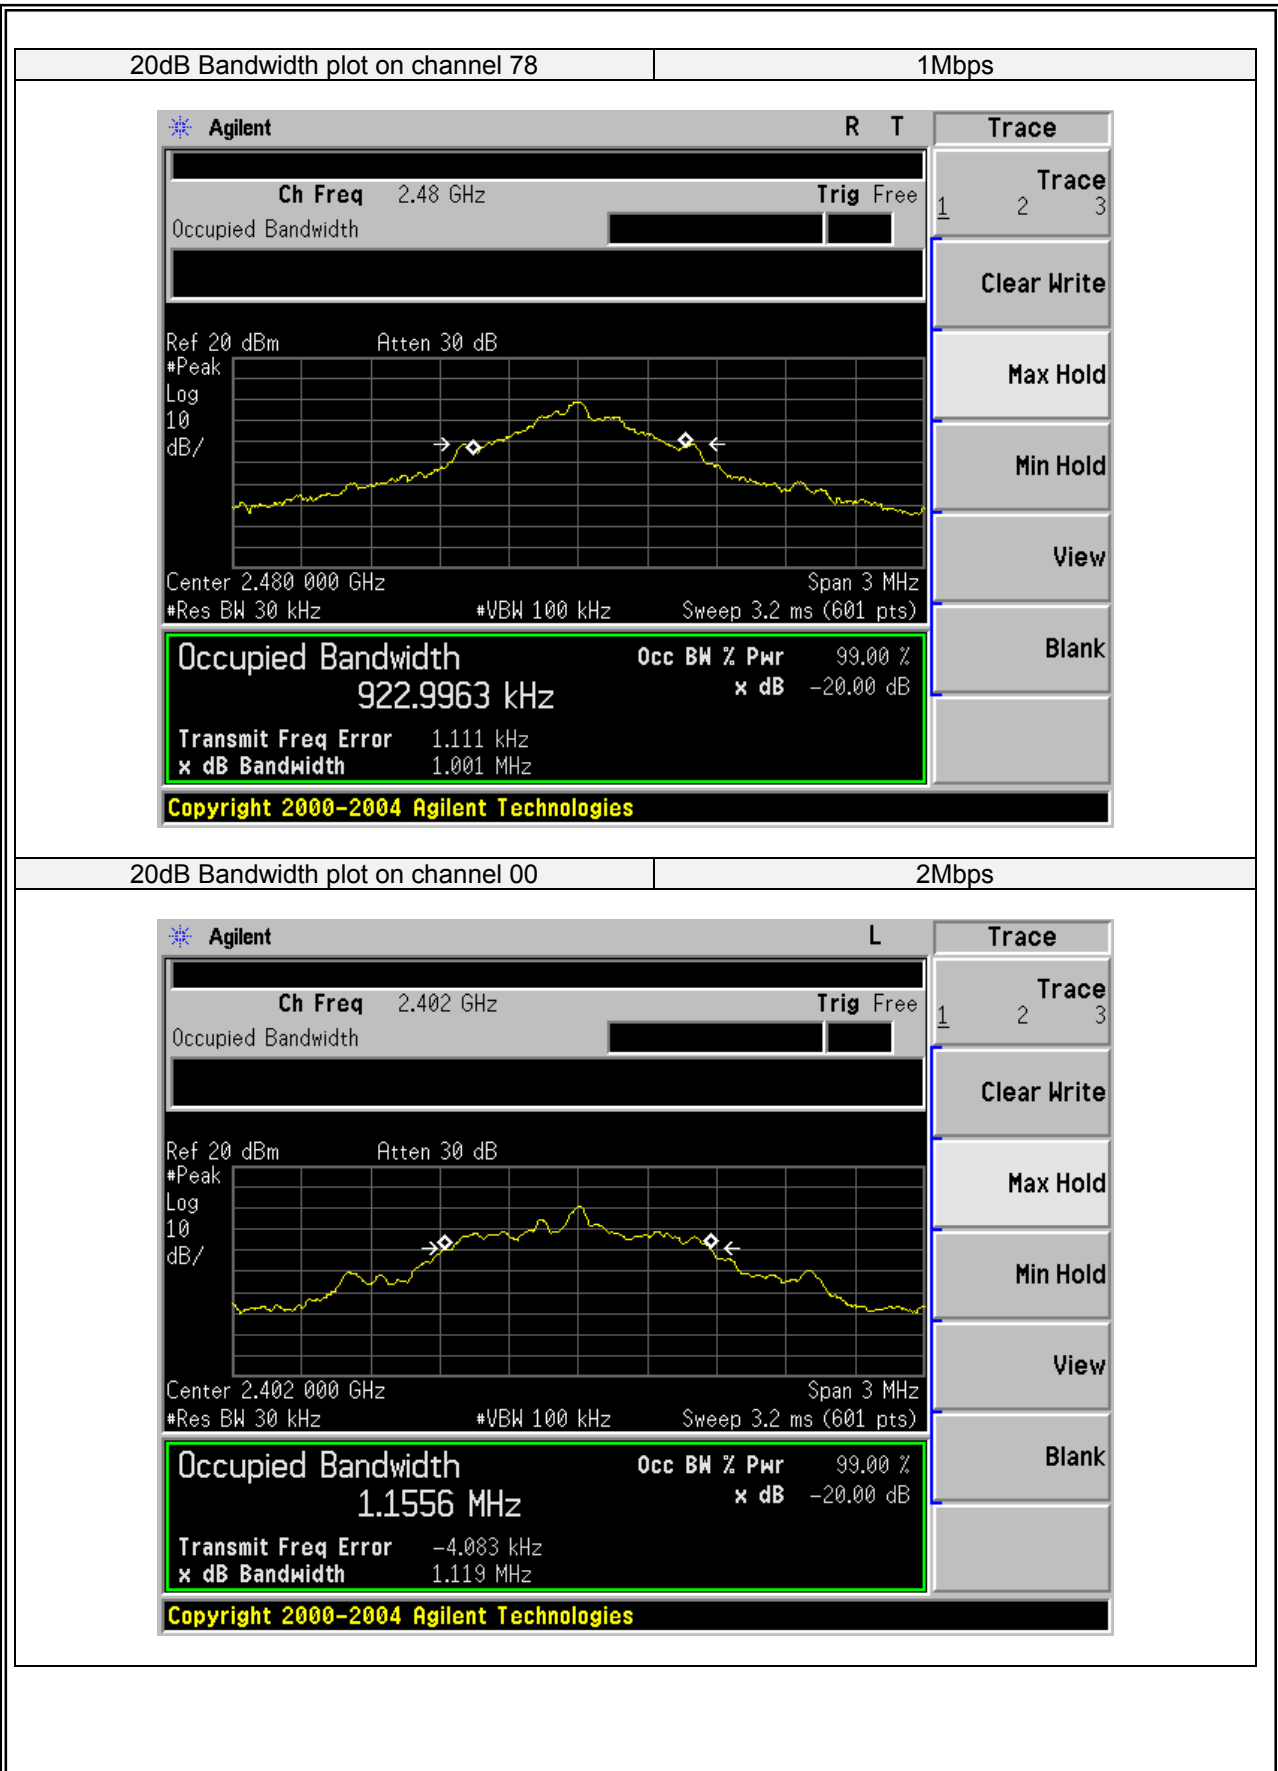 20dB Bandwidth plot on channel 78 1Mbps
Agilent R T Trace
Ch Freq 2.48 GHz Trig Free
Occupied Bandwidth
Trace
1 2 3
Clear Write
Ref 20 dBm Atten 30 dB
#Peak
Log
10
dB/
Max Hold
Min Hold
View
Center 2.480 000 GHz Span 3 MHz
#Res BW 30 kHz #VBW 100 kHz Sweep 3.2 ms (601 pts)
Blank
Occupied Bandwidth Occ BW % Pwr 99.00 %
922.9963 kHz x dB -20.00 dB
Transmit Freq Error 1.111 kHz
x dB Bandwidth 1.001 MHz
Copyright 2000-2004 Agilent Technologies
20dB Bandwidth plot on channel 00 2Mbps
Agilent L Trace
Ch Freq 2.402 GHz Trig Free
Occupied Bandwidth
Trace
1 2 3
Clear Write
Ref 20 dBm Atten 30 dB
#Peak
Log
10
dB/
Max Hold
Min Hold
View
Center 2.402 000 GHz Span 3 MHz
#Res BW 30 kHz #VBW 100 kHz Sweep 3.2 ms (601 pts)
Blank
Occupied Bandwidth Occ BW % Pwr 99.00 %
1.1556 MHz x dB -20.00 dB
Transmit Freq Error -4.083 kHz
x dB Bandwidth 1.119 MHz
Copyright 2000-2004 Agilent Technologies